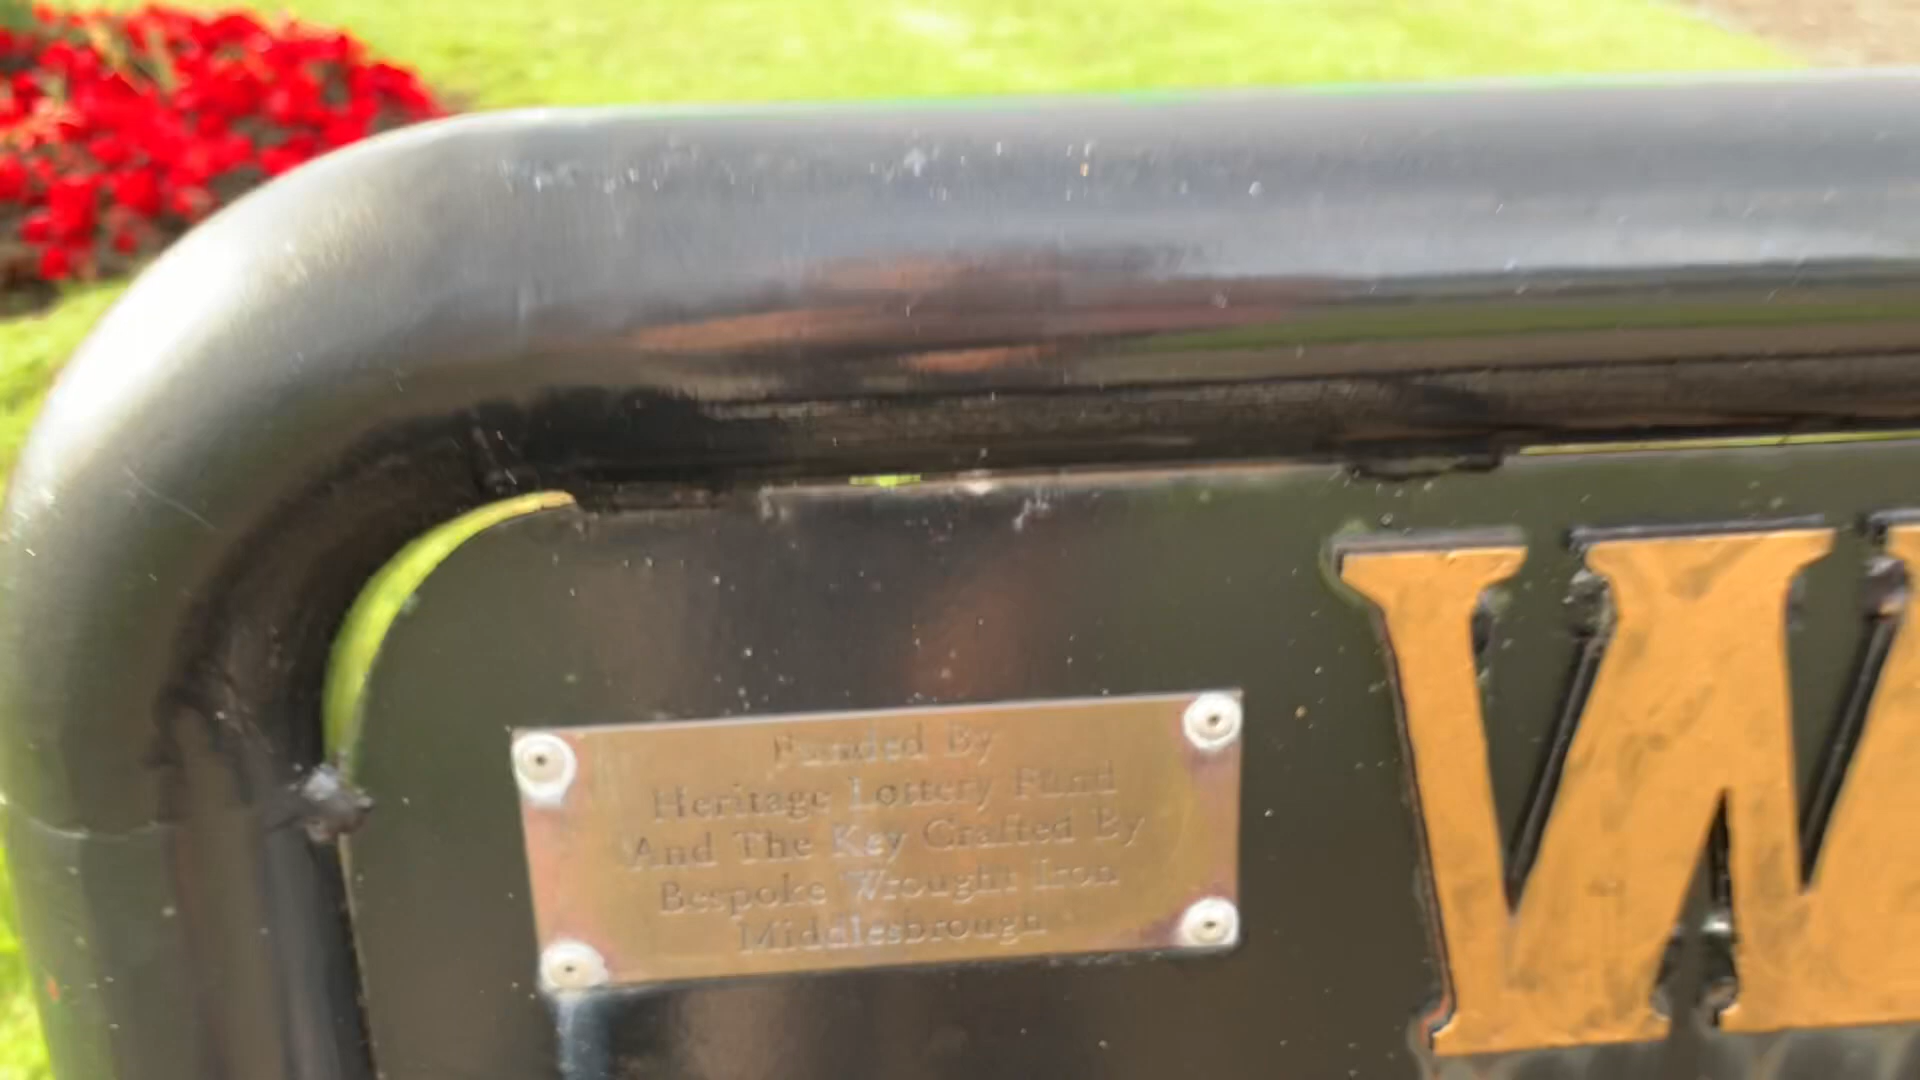 Funded By
Heritage Lottery Fund
And The Key Crafted By
Bespoke Wrought Iron
Middlesbrough
W